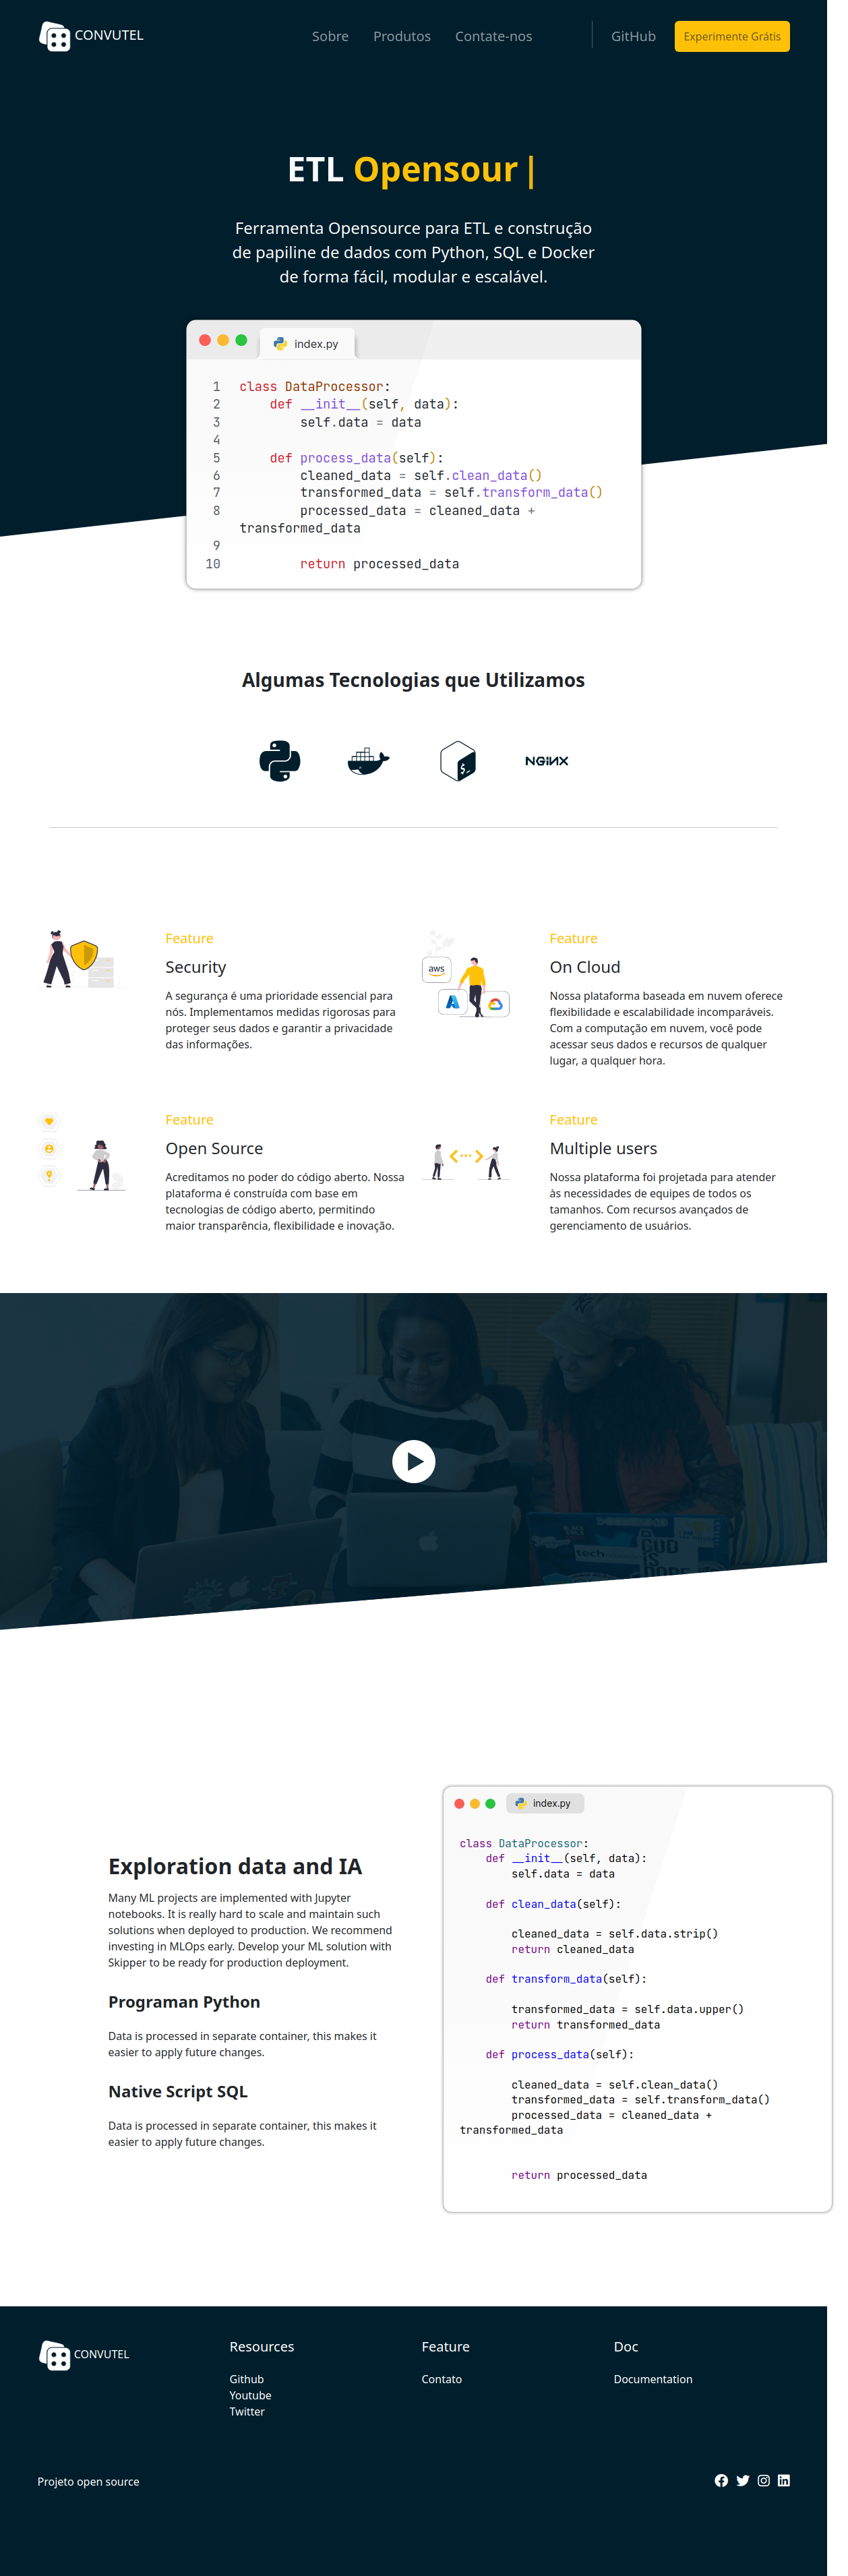 CONVUTEL
Sobre
Produtos
Contate-nos
GitHub
Experimente Grátis
ETL Opensour|
Ferramenta Opensource para ETL e construção
de papiline de dados com Python, SQL e Docker
de forma fácil, modular e escalável.
index.py
1 class DataProcessor:
2 def __init__(self, data):
3 self.data = data
4
5 def process_data(self):
6 cleaned_data = self.clean_data()
7 transformed_data = self.transform_data()
8 processed_data = cleaned_data +
transformed_data
9
10 return processed_data
Algumas Tecnologias que Utilizamos
NGINX
Feature
Security
A segurança é uma prioridade essencial para
nós. Implementamos medidas rigorosas para
proteger seus dados e garantir a privacidade
das informações.
aws
Feature
On Cloud
Nossa plataforma baseada em nuvem oferece
flexibilidade e escalabilidade incomparáveis.
Com a computação em nuvem, você pode
acessar seus dados e recursos de qualquer
lugar, a qualquer hora.
Feature
Open Source
Acreditamos no poder do código aberto. Nossa
plataforma é construída com base em
tecnologias de código aberto, permitindo
maior transparência, flexibilidade e inovação.
Feature
Multiple users
Nossa plataforma foi projetada para atender
às necessidades de equipes de todos os
tamanhos. Com recursos avançados de
gerenciamento de usuários.
Exploration data and IA
Many ML projects are implemented with Jupyter
notebooks. It is really hard to scale and maintain such
solutions when deployed to production. We recommend
investing in MLOps early. Develop your ML solution with
Skipper to be ready for production deployment.
Programan Python
Data is processed in separate container, this makes it
easier to apply future changes.
Native Script SQL
Data is processed in separate container, this makes it
easier to apply future changes.
index.py
class DataProcessor:
def __init__(self, data):
self.data = data
def clean_data(self):
cleaned_data = self.data.strip()
return cleaned_data
def transform_data(self):
transformed_data = self.data.upper()
return transformed_data
def process_data(self):
cleaned_data = self.clean_data()
transformed_data = self.transform_data()
processed_data = cleaned_data +
transformed_data
return processed_data
CONVUTEL
Resources
Github
Youtube
Twitter
Feature
Contato
Doc
Documentation
Projeto open source